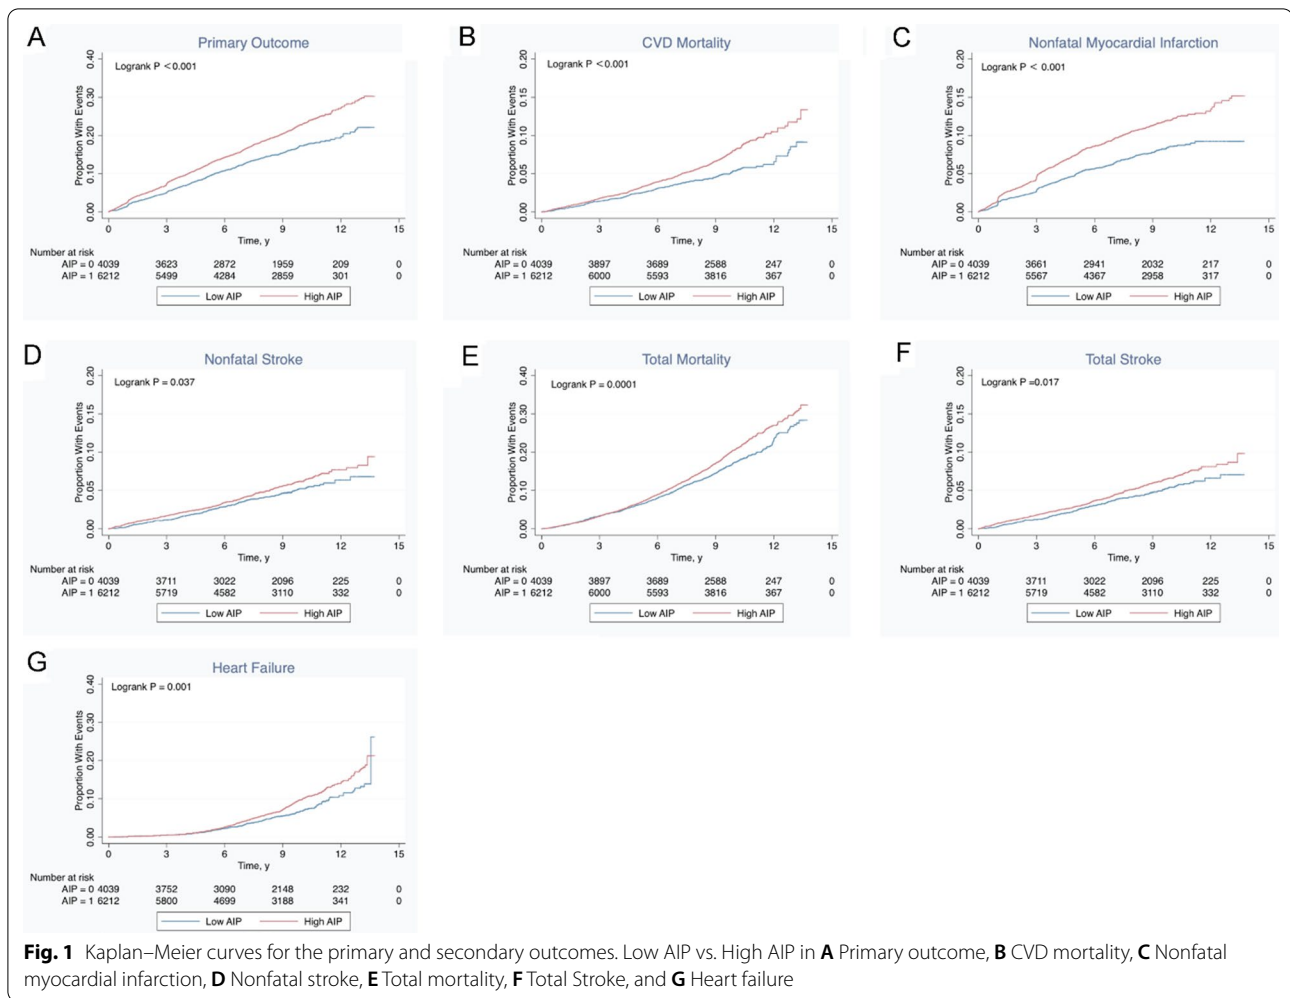 A
Primary Outcome
Logrank P <0.001
Proportion With Events
0.00 0.10 0.20 0.30 0.40
0 3 6 9 12 15
Time, y
Number at risk
AIP = 0 4039 3623 2872 1959 209 0
AIP = 1 6212 5499 4284 2859 301 0
Low AIP High AIP
B
CVD Mortality
Logrank P <0.001
Proportion With Events
0.00 0.05 0.10 0.15 0.20
0 3 6 9 12 15
Time, y
Number at risk
AIP = 0 4039 3897 3689 2588 247 0
AIP = 1 6212 6000 5593 3816 367 0
Low AIP High AIP
C
Nonfatal Myocardial Infarction
Logrank P < 0.001
Proportion With Events
0.00 0.05 0.10 0.15 0.20
0 3 6 9 12 15
Time, y
Number at risk
AIP = 0 4039 3661 2941 2032 217 0
AIP = 1 6212 5567 4367 2958 317 0
Low AIP High AIP
D
Nonfatal Stroke
Logrank P = 0.037
Proportion With Events
0.00 0.05 0.10 0.15 0.20
0 3 6 9 12 15
Time, y
Number at risk
AIP = 0 4039 3711 3022 2096 225 0
AIP = 1 6212 5719 4582 3110 332 0
Low AIP High AIP
E
Total Mortality
Logrank P = 0.0001
Proportion With Events
0.00 0.10 0.20 0.30 0.40
0 3 6 9 12 15
Time, y
Number at risk
AIP = 0 4039 3897 3689 2588 247 0
AIP = 1 6212 6000 5593 3816 367 0
Low AIP High AIP
F
Total Stroke
Logrank P =0.017
Proportion With Events
0.00 0.05 0.10 0.15 0.20
0 3 6 9 12 15
Time, y
Number at risk
AIP = 0 4039 3711 3022 2096 225 0
AIP = 1 6212 5719 4582 3110 332 0
Low AIP High AIP
G
Heart Failure
Logrank P = 0.001
Proportion With Events
0.00 0.10 0.20 0.30 0.40
0 3 6 9 12 15
Time, y
Number at risk
AIP = 0 4039 3752 3090 2148 232 0
AIP = 1 6212 5800 4699 3188 341 0
Low AIP High AIP
Fig. 1 Kaplan–Meier curves for the primary and secondary outcomes. Low AIP vs. High AIP in A Primary outcome, B CVD mortality, C Nonfatal
myocardial infarction, D Nonfatal stroke, E Total mortality, F Total Stroke, and G Heart failure